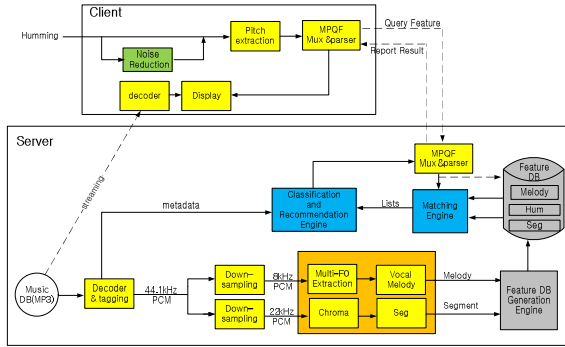 Client
Humming
Noise
Reduction
Pitch
extraction
MPQF
Mux &parser
Query Feature
Report Result
decoder
Display
Server
streaming
MPQF
Mux &parser
Feature
DB
Melody
Hum
Seg
Classification
and
Recommendation
Engine
Lists
Matching
Engine
metadata
Music
DB(MP3)
Decoder
& tagging
44.1kHz
PCM
Down-
sampling
8kHz
PCM
Multi-F0
Extraction
Vocal
Melody
Melody
Down-
sampling
22kHz
PCM
Chroma
Seg
Segment
Feature DB
Generation
Engine